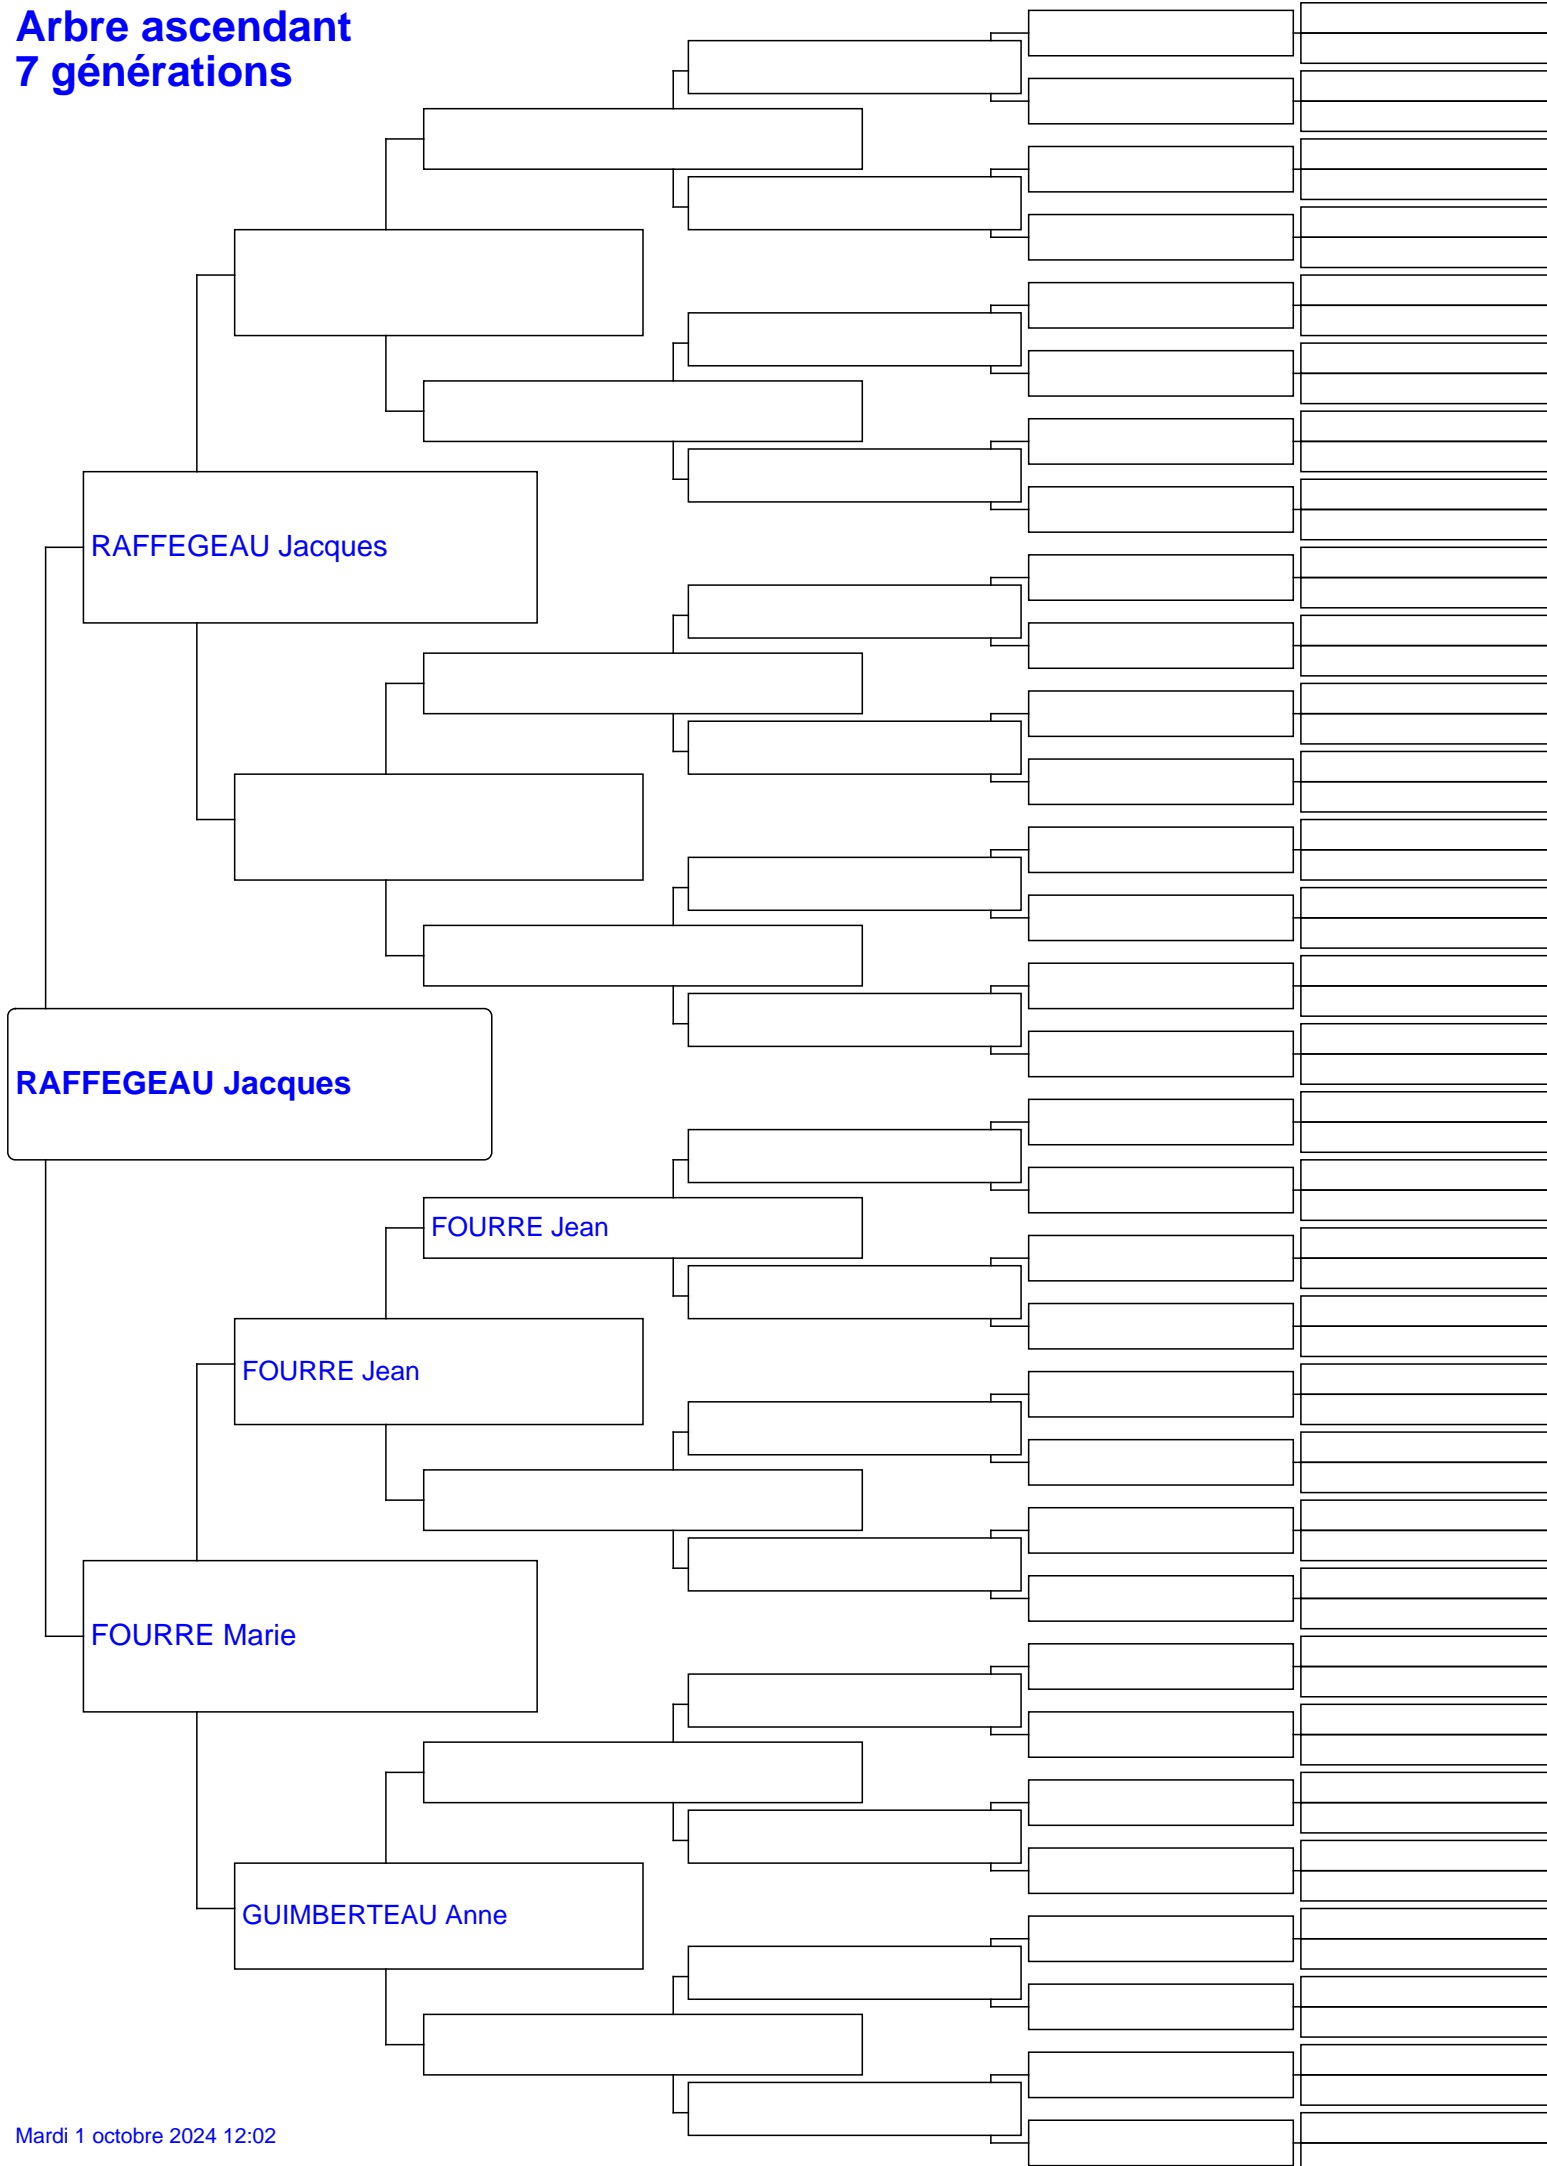 Arbre ascendant
7 générations
RAFFEGEAU Jacques
RAFFEGEAU Jacques
FOURRE Jean
FOURRE Jean
FOURRE Marie
GUIMBERTEAU Anne
Mardi 1 octobre 2024 12:02